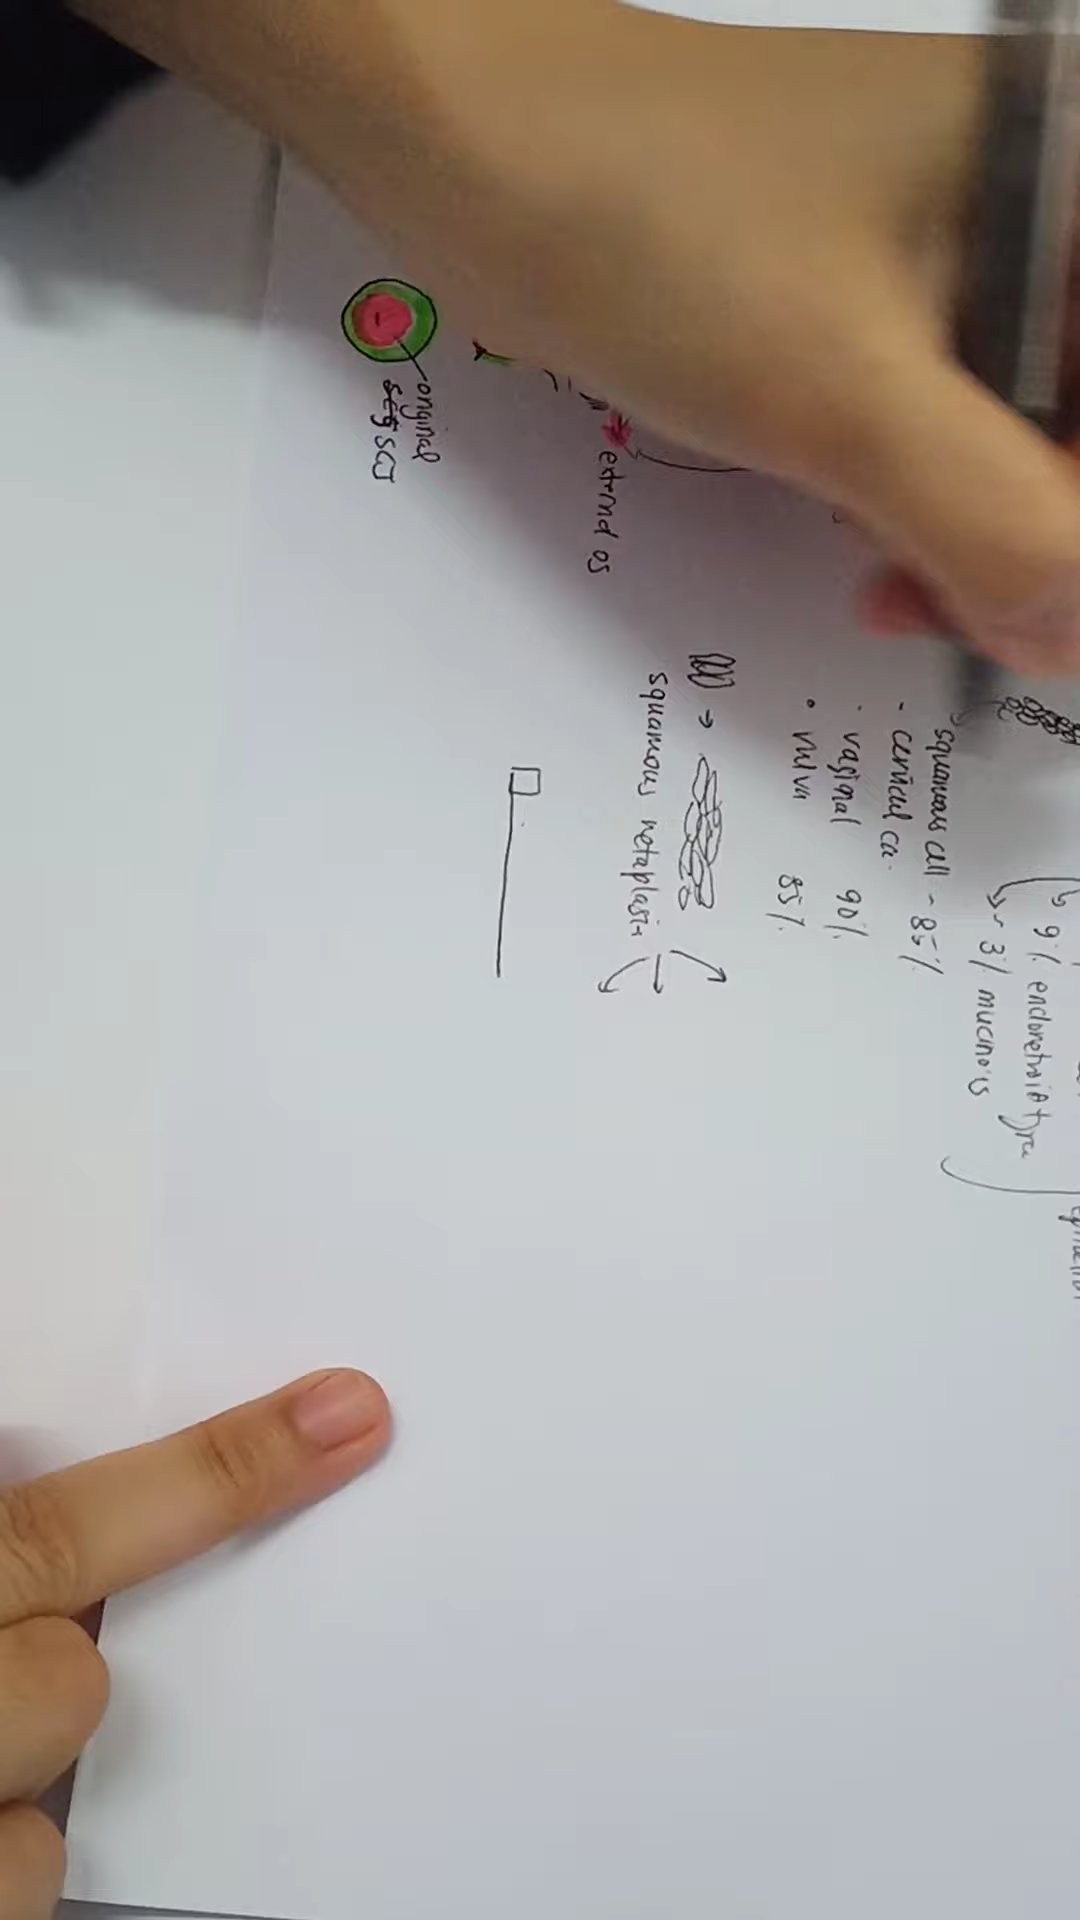 9% endometrioid
3% mucinous
squamous cell - 85%
- cervical ca.
· vaginal 90%
• vulva 85%
→
squamous metaplasia
external os
original
SCJ